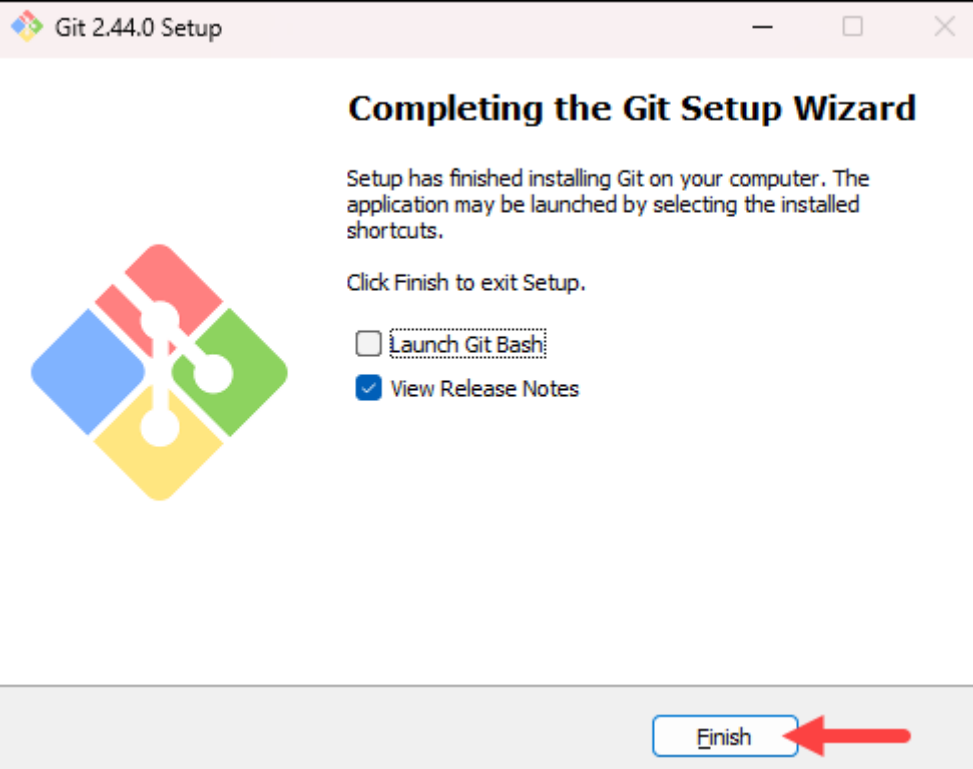 Git 2.44.0 Setup
Completing the Git Setup Wizard
Setup has finished installing Git on your computer. The
application may be launched by selecting the installed
shortcuts.
Click Finish to exit Setup.
Launch Git Bash
View Release Notes
Finish